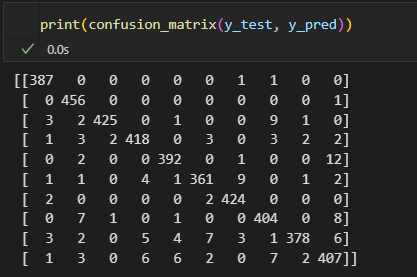 print(confusion_matrix(y_test, y_pred))
0.0s
[[387 0 0 0 0 0 1 1 0 0]
[ 0 456 0 0 0 0 0 0 0 1]
[ 3 2 425 0 1 0 0 9 1 0]
[ 1 3 2 418 0 3 0 3 2 2]
[ 0 2 0 0 392 0 1 0 0 12]
[ 1 1 0 4 1 361 9 0 1 2]
[ 2 0 0 0 0 2 424 0 0 0]
[ 0 7 1 0 1 0 0 404 0 8]
[ 3 2 0 5 4 7 3 1 378 6]
[ 1 3 0 6 6 2 0 7 2 407]]